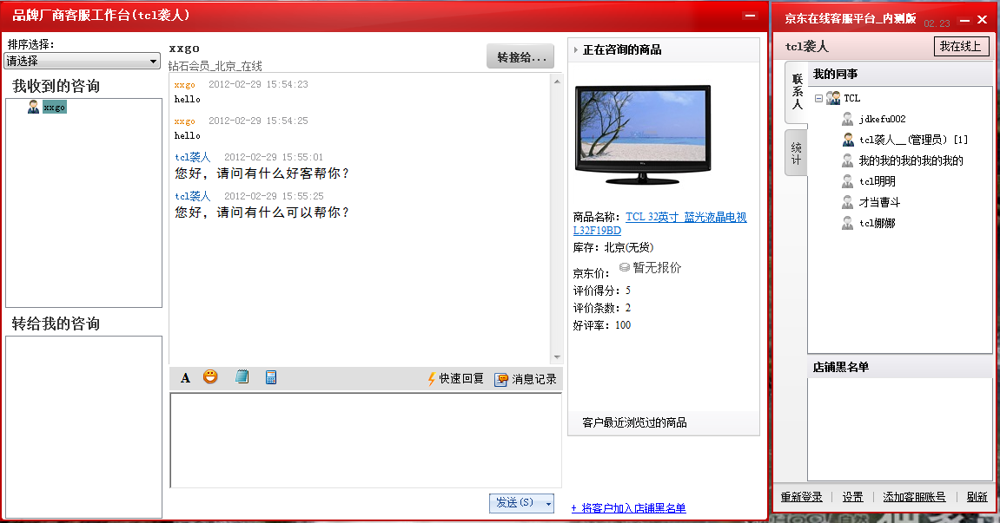 品牌厂商客服工作台(tcl袭人)
排序选择:
请选择
我收到的咨询
xxgo
转给我的咨询
xxgo
钻石会员_北京_在线
转接给...
xxgo 2012-02-29 15:54:23
hello
xxgo 2012-02-29 15:54:25
hello
tcl袭人 2012-02-29 15:55:01
您好，请问有什么好客帮你?
tcl袭人 2012-02-29 15:55:25
您好，请问有什么可以帮你?
A 快速回复 消息记录
发送(S)
正在咨询的商品
商品名称: TCL 32英寸 蓝光液晶电视
L32F19BD
库存: 北京(无货)
京东价: 暂无报价
评价得分: 5
评价条数: 2
好评率: 100
客户最近浏览过的商品
+ 将客户加入店铺黑名单
京东在线客服平台_内测版 02.23
tcl袭人 我在线上
联系人
统计
我的同事
TCL
jdkefu002
tcl袭人__(管理员) [1]
我的我的我的我的我的
tcl明明
才当曹斗
tcl娜娜
店铺黑名单
重新登录 设置 添加客服账号 刷新